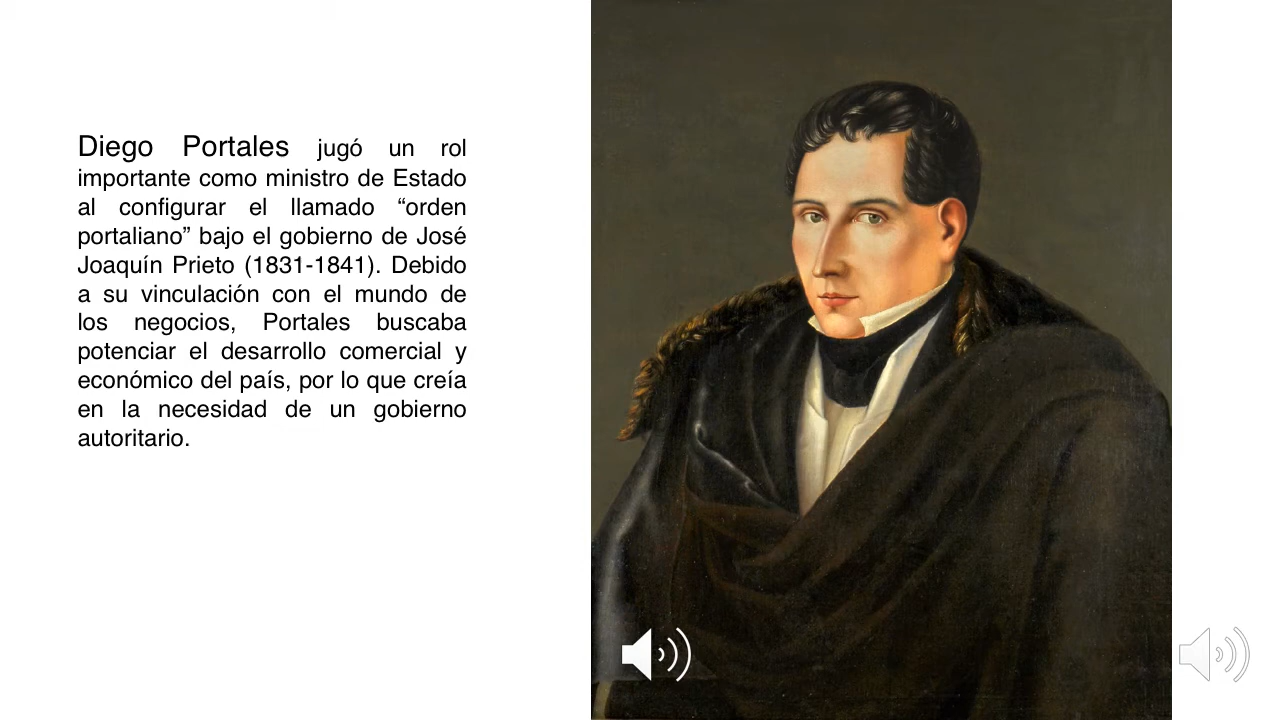 Diego Portales jugó un rol
importante como ministro de Estado
al configurar el llamado “orden
portaliano” bajo el gobierno de José
Joaquín Prieto (1831-1841). Debido
a su vinculación con el mundo de
los negocios, Portales buscaba
potenciar el desarrollo comercial y
económico del país, por lo que creía
en la necesidad de un gobierno
autoritario.